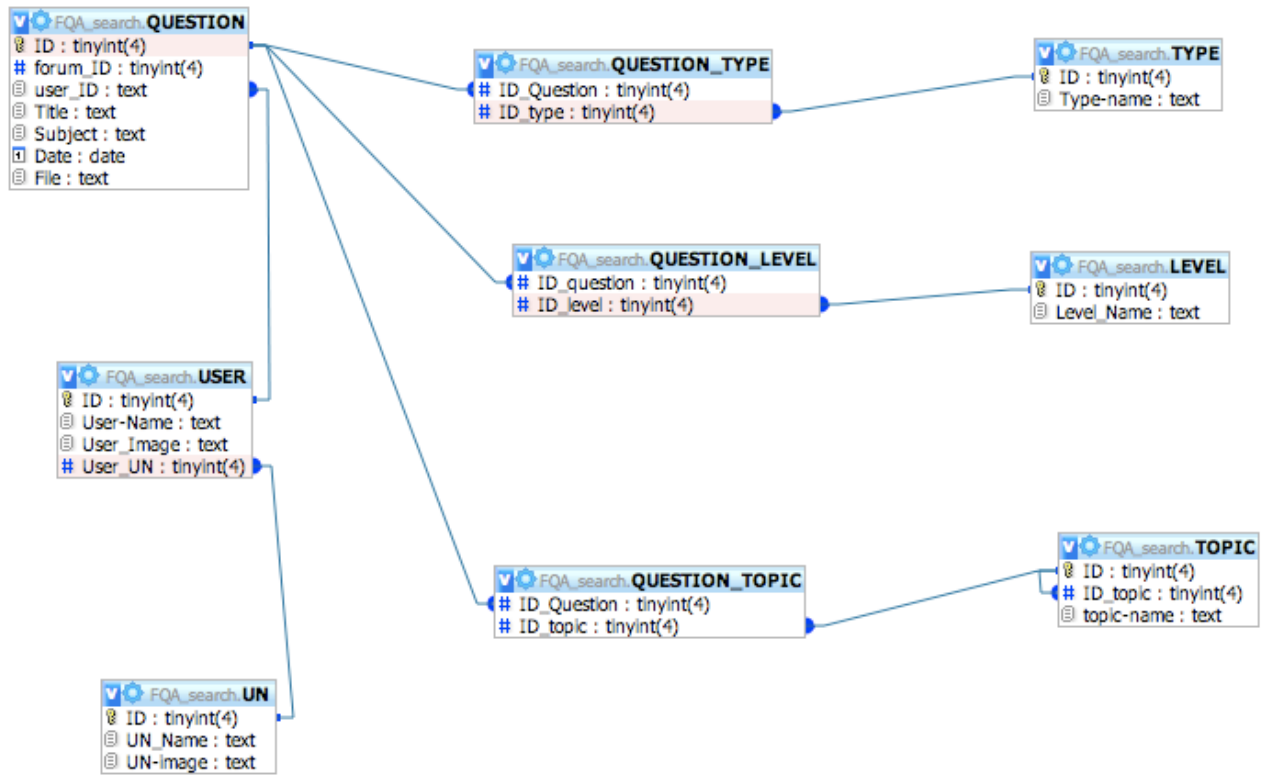 FQA_search.QUESTION
ID : tinyint(4)
# forum_ID : tinyint(4)
user_ID : text
Title : text
Subject : text
Date : date
File : text
FQA_search.QUESTION_TYPE
# ID_Question : tinyint(4)
# ID_type : tinyint(4)
FQA_search.TYPE
ID : tinyint(4)
Type-name : text
FQA_search.QUESTION_LEVEL
# ID_question : tinyint(4)
# ID_level : tinyint(4)
FQA_search.LEVEL
ID : tinyint(4)
Level_Name : text
FQA_search.USER
ID : tinyint(4)
User-Name : text
User_Image : text
# User_UN : tinyint(4)
FQA_search.QUESTION_TOPIC
# ID_Question : tinyint(4)
# ID_topic : tinyint(4)
FQA_search.TOPIC
ID : tinyint(4)
# ID_topic : tinyint(4)
topic-name : text
FQA_search.UN
ID : tinyint(4)
UN_Name : text
UN-image : text